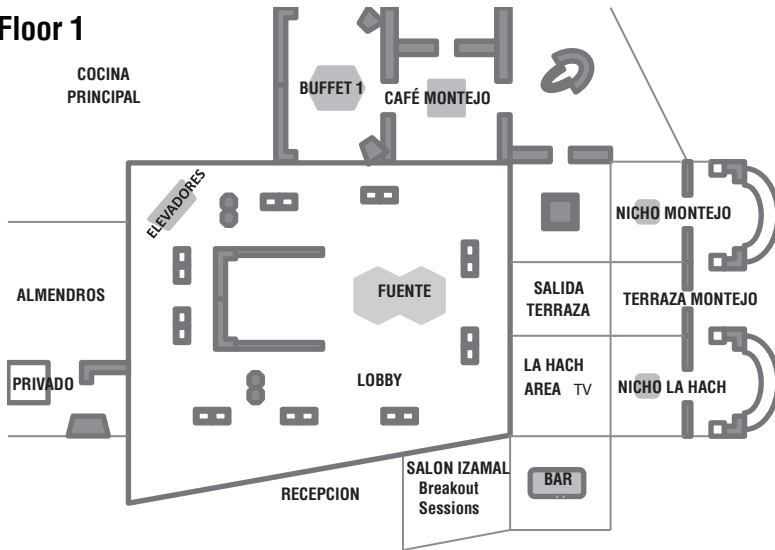 Floor 1
COCINA
PRINCIPAL
BUFFET 1
CAFÉ MONTEJO
ELEVADORES
NICHO MONTEJO
ALMENDROS
FUENTE
SALIDA
TERRAZA
TERRAZA MONTEJO
PRIVADO
LOBBY
LA HACH
AREA TV
NICHO LA HACH
RECEPCION
SALON IZAMAL
Breakout
Sessions
BAR